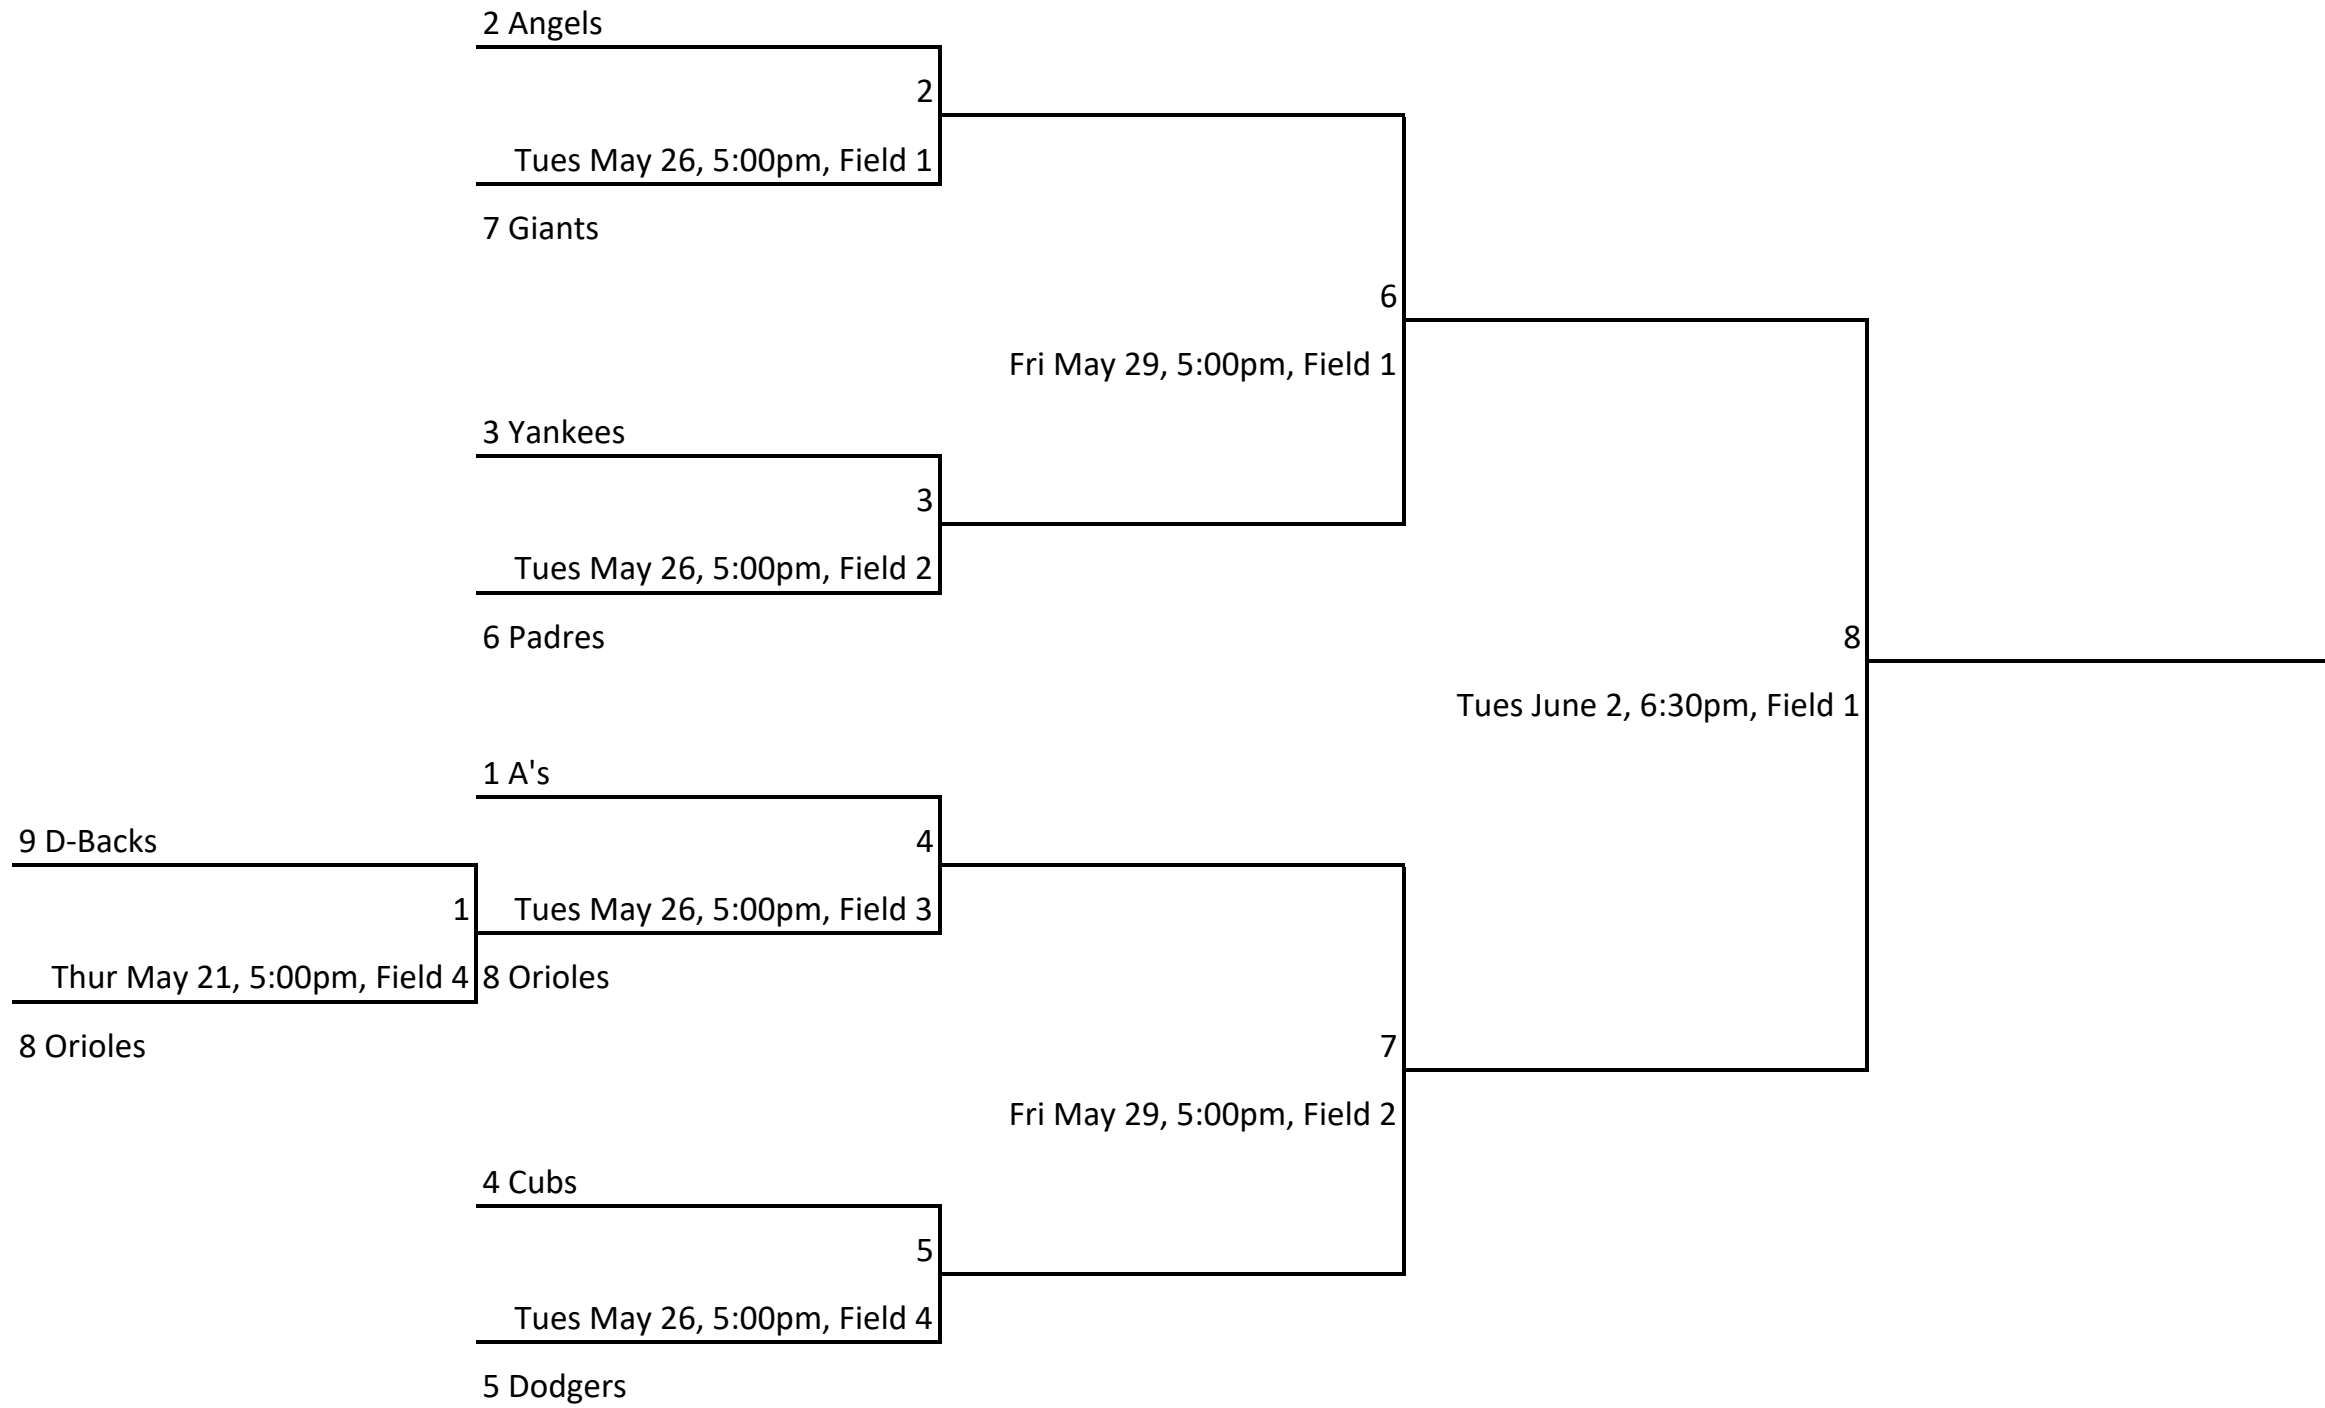 2 Angels
2
Tues May 26, 5:00pm, Field 1
7 Giants
6
Fri May 29, 5:00pm, Field 1
3 Yankees
3
Tues May 26, 5:00pm, Field 2
6 Padres
8
Tues June 2, 6:30pm, Field 1
1 A's
9 D-Backs
4
1
Tues May 26, 5:00pm, Field 3
Thur May 21, 5:00pm, Field 4
8 Orioles
8 Orioles
7
Fri May 29, 5:00pm, Field 2
4 Cubs
5
Tues May 26, 5:00pm, Field 4
5 Dodgers